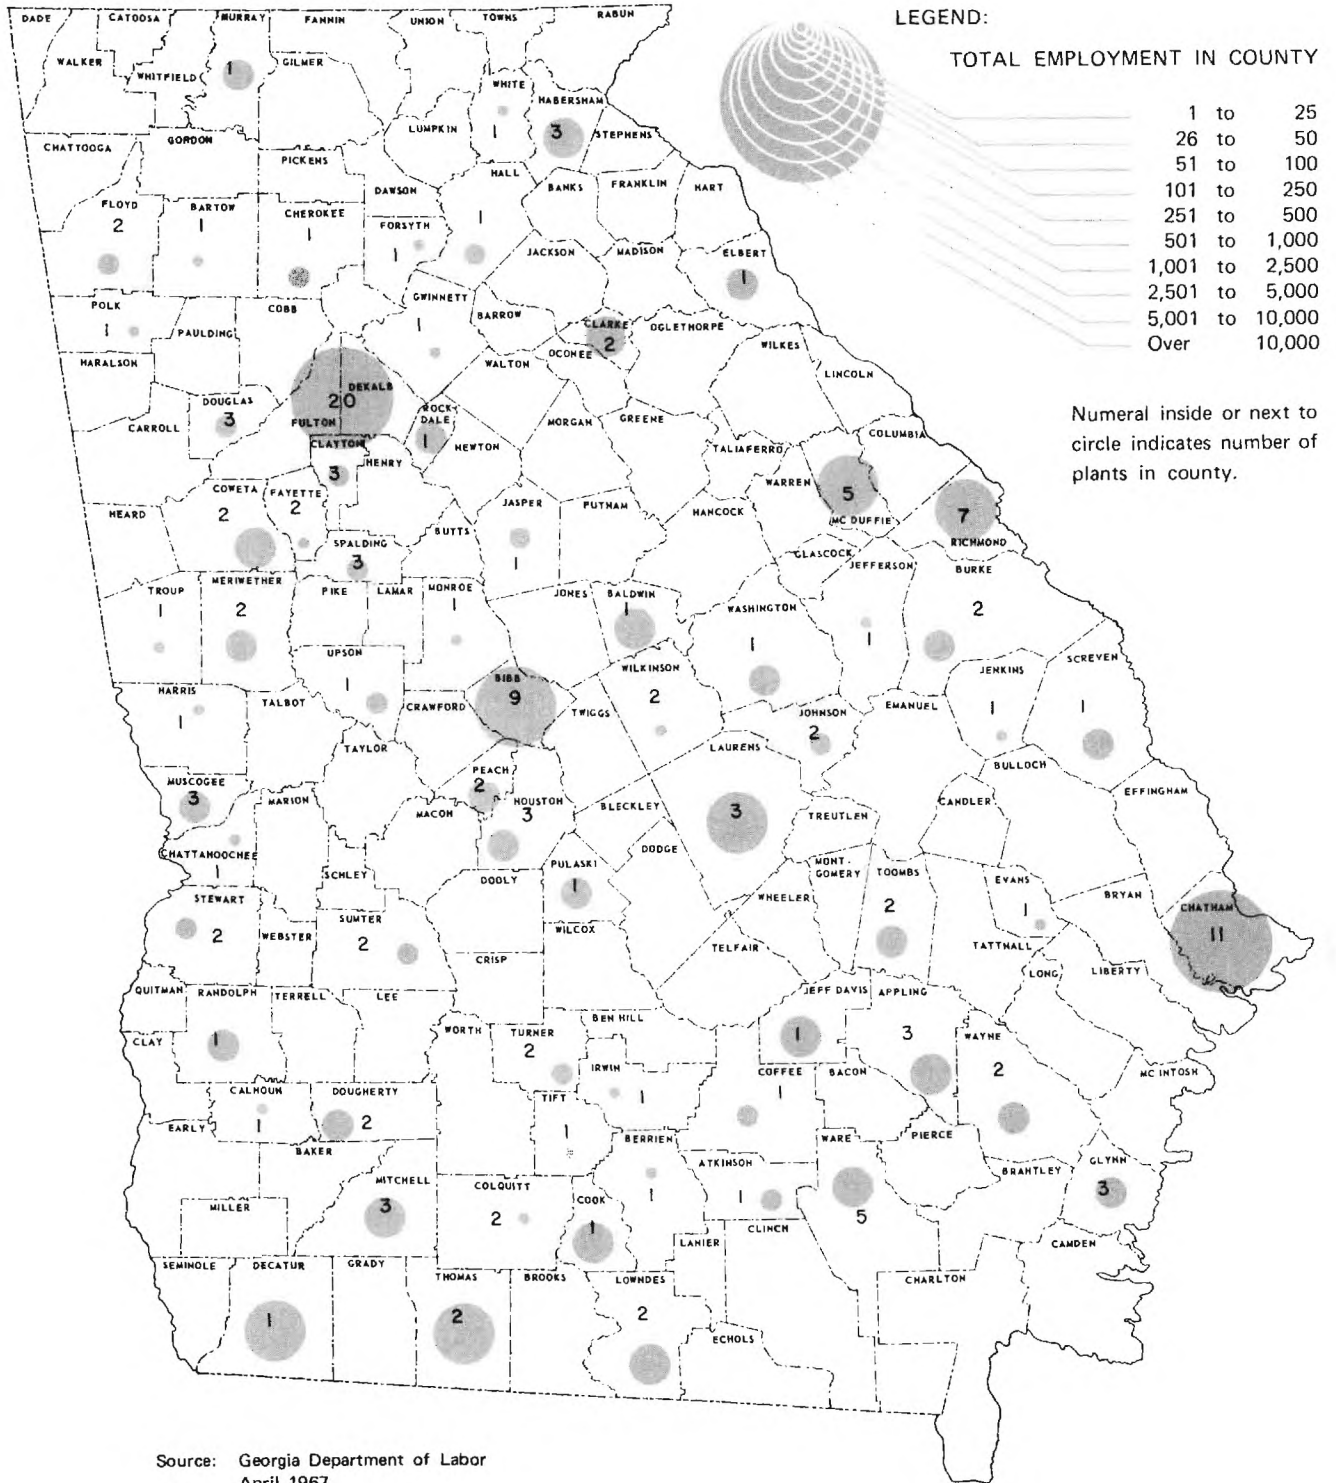 LEGEND:
TOTAL EMPLOYMENT IN COUNTY
1 to 25
26 to 50
51 to 100
101 to 250
251 to 500
501 to 1,000
1,001 to 2,500
2,501 to 5,000
5,001 to 10,000
Over 10,000
Numeral inside or next to
circle indicates number of
plants in county.
DADE
CATOOSA
MURRAY
1
FANNIN
UNION
TOWNS
RABUN
WALKER
WHITFIELD
GILMER
WHITE
1
HABERSHAM
3
STEPHENS
LUMPKIN
CHATTOOGA
GORDON
PICKENS
DAWSON
HALL
1
BANKS
FRANKLIN
HART
FLOYD
2
BARTOW
1
CHEROKEE
1
FORSYTH
1
JACKSON
MADISON
ELBERT
1
POLK
1
PAULDING
COBB
GWINNETT
1
BARROW
CLARKE
2
OGLETHORPE
OCONEE
WALTON
WILKES
LINCOLN
HARALSON
DEKALB
20
FULTON
DOUGLAS
3
CARROLL
ROCK
DALE
1
NEWTON
MORGAN
GREENE
TALIAFERRO
COLUMBIA
CLAYTON
3
HENRY
WARREN
5
MC DUFFIE
7
RICHMOND
COWETA
2
FAYETTE
2
HEARD
SPALDING
3
BUTTS
JASPER
1
PUTNAM
HANCOCK
GLASCOCK
JEFFERSON
1
BURKE
2
TROUP
1
MERIWETHER
2
PIKE
LAMAR
MONROE
1
JONES
BALDWIN
1
WASHINGTON
1
UPSON
1
BIBB
9
WILKINSON
2
JENKINS
1
SCREVEN
1
HARRIS
1
TALBOT
CRAWFORD
TWIGGS
JOHNSON
2
EMANUEL
TAYLOR
LAURENS
3
BULLOCH
EFFINGHAM
MUSCOGEE
3
MARION
PEACH
2
HOUSTON
3
MACON
BLECKLEY
TREUTLEN
CANDLER
CHATTAHOOCHEE
1
SCHLEY
DOOLY
PULASKI
1
DODGE
WHEELER
MONT-
GOMERY
TOOMBS
2
EVANS
1
BRYAN
CHATHAM
11
STEWART
2
WEBSTER
SUMTER
2
WILCOX
TELFAIR
TATTNALL
CRISP
LONG
LIBERTY
QUITMAN
RANDOLPH
1
TERRELL
LEE
JEFF DAVIS
1
APPLING
3
CLAY
WORTH
TURNER
2
BEN HILL
IRWIN
1
COFFEE
1
BACON
WAYNE
2
MC INTOSH
CALHOUN
1
DOUGHERTY
2
TIFT
1
EARLY
BAKER
BERRIEN
1
WARE
5
PIERCE
BRANTLEY
GLYNN
3
MITCHELL
3
COLQUITT
2
COOK
1
ATKINSON
1
MILLER
CLINCH
LANIER
CAMDEN
SEMINOLE
DECATUR
1
GRADY
THOMAS
2
BROOKS
LOWNDES
2
CHARLTON
ECHOLS
Source: Georgia Department of Labor
April 1967